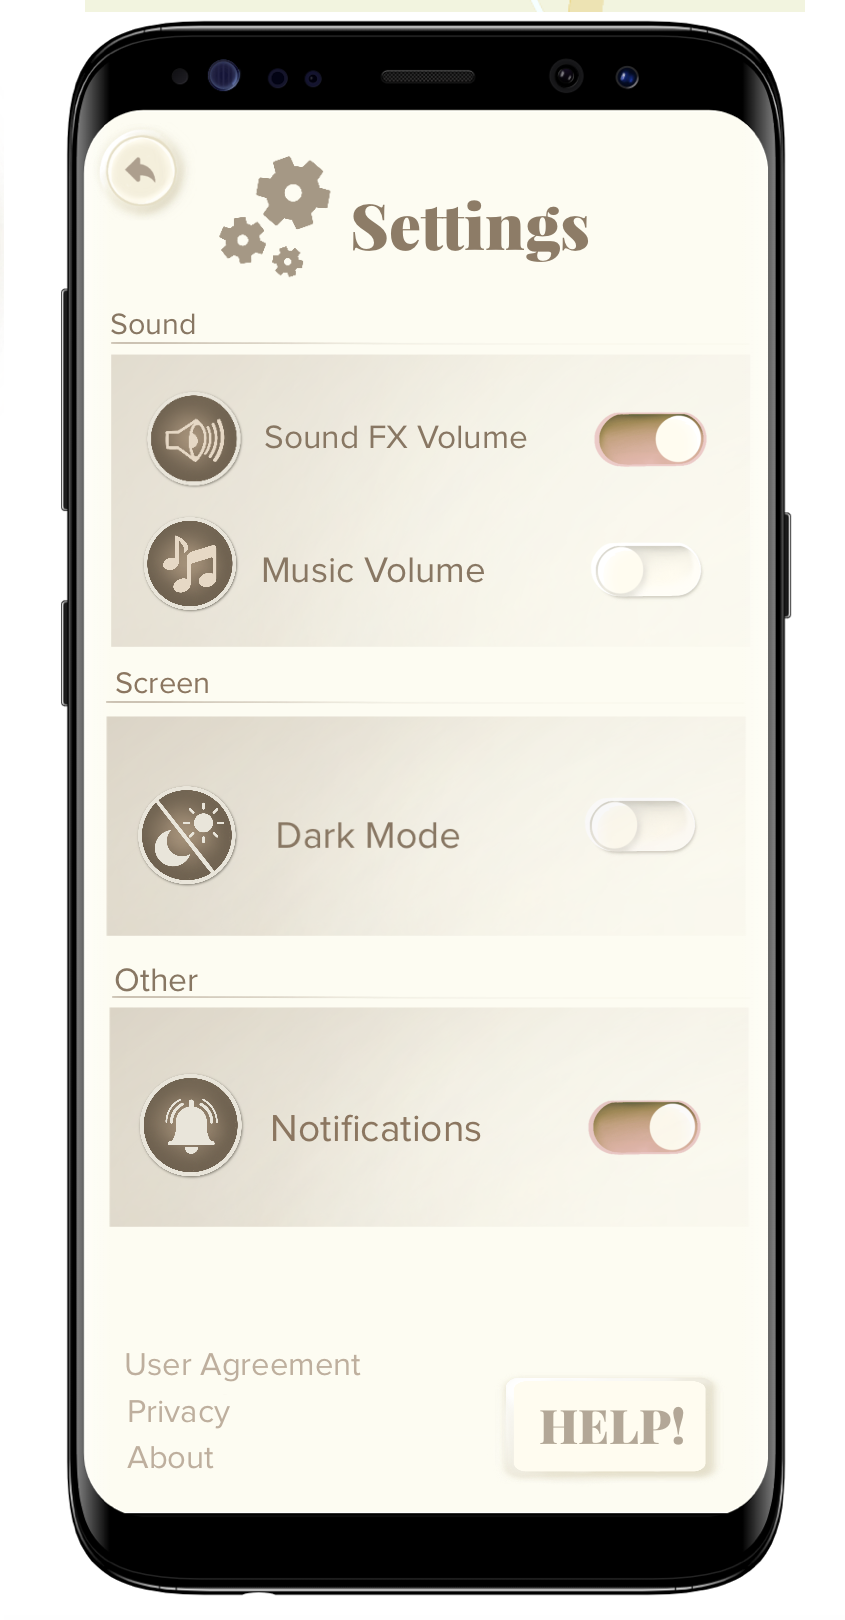 Settings
Sound
Sound FX Volume
Music Volume
Screen
Dark Mode
Other
Notifications
User Agreement
Privacy
About
HELP!